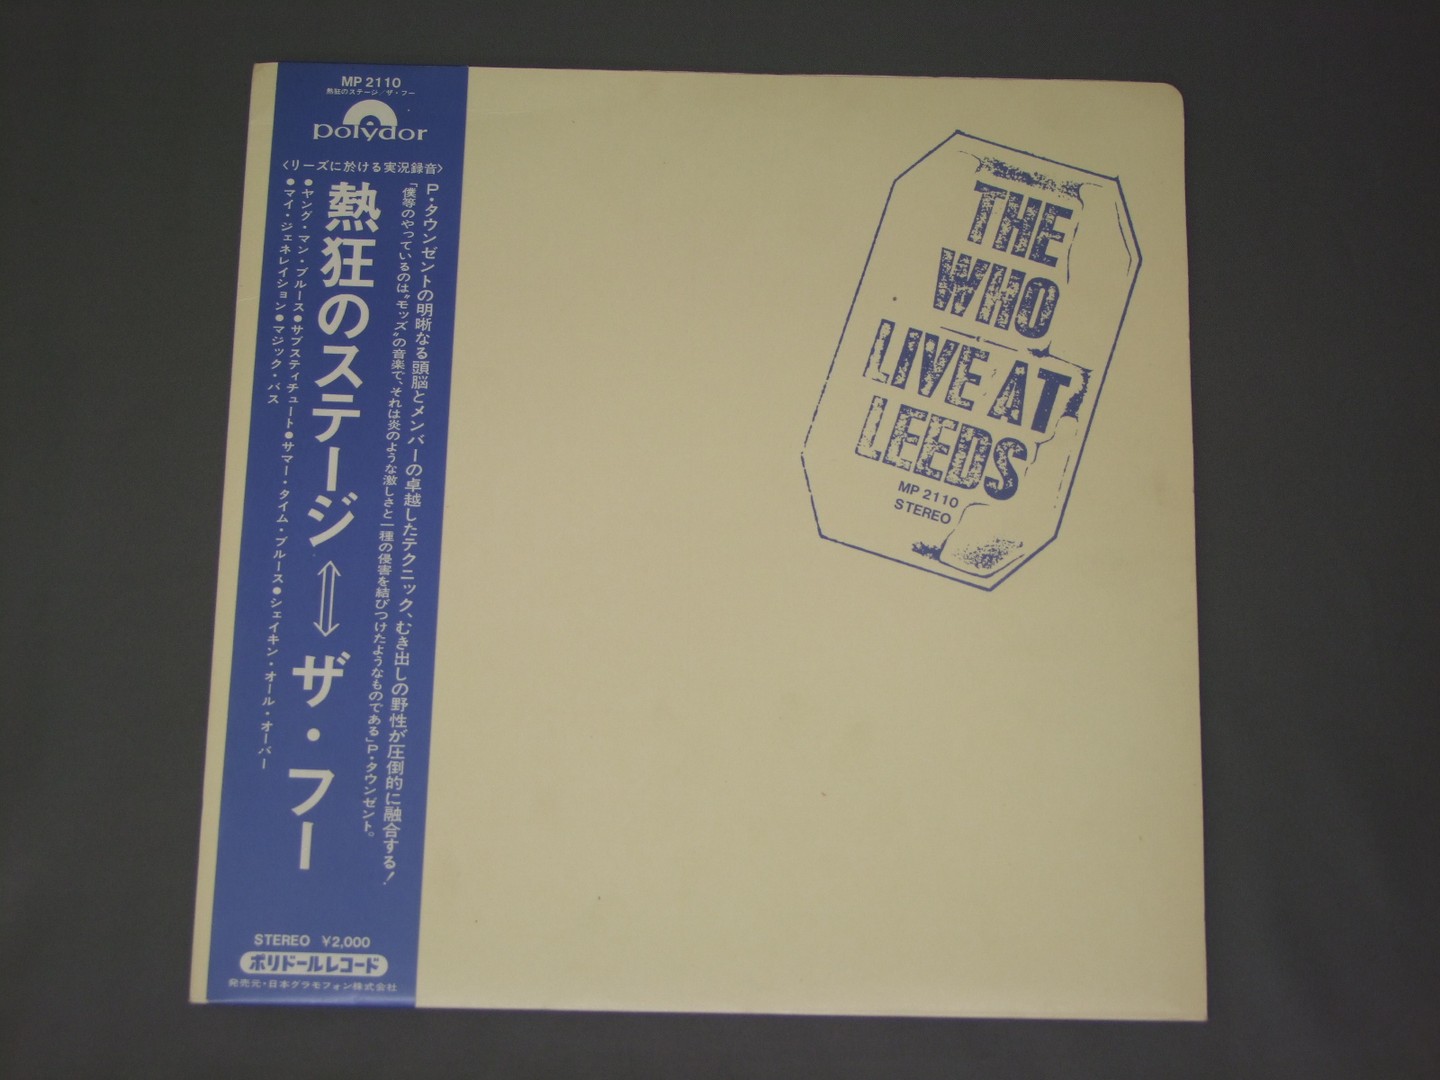 MP 2110
熱狂のステージ/ザ・フー
polydor
〈リーズに於ける実況録音〉
P・タウンゼントの明晰なる頭脳とメンバーの卓越したテクニック、むき出しの野性が圧倒的に融合する!
「僕等のやっているのは“モッズ”の音楽で、それは炎のような激しさと一種の侵害を結びつけたようなものである」P・タウンゼント。
熱狂のステージ⇔ザ・フー
●ヤング・マン・ブルース●サブスティチュート●サマー・タイム・ブルース●シェイキン・オール・オーバー
●マイ・ジェネレイション●マジック・バス
STEREO ¥2,000
ポリドールレコード
発売元・日本グラモフォン株式会社
THE
WHO
LIVE AT
LEEDS
MP 2110
STEREO